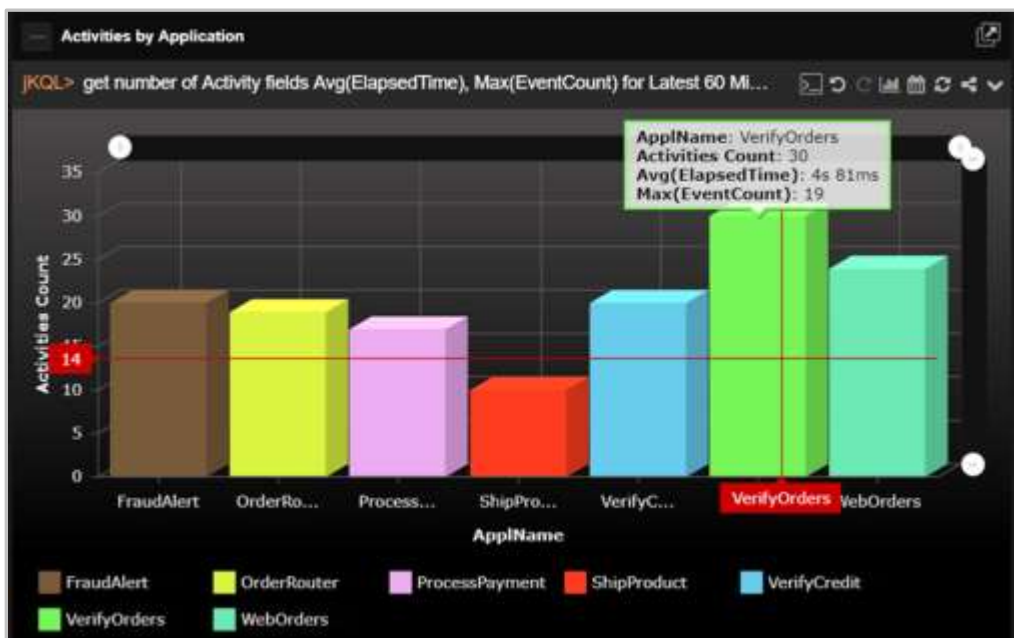 Activities by Application
jKQL> get number of Activity fields Avg(ElapsedTime), Max(EventCount) for Latest 60 Mi...
ApplName: VerifyOrders
Activities Count: 30
Avg(ElapsedTime): 4s 81ms
Max(EventCount): 19
35
30
25
20
15
14
10
5
0
Activities Count
FraudAlert OrderRo... Process... ShipPro... VerifyC... VerifyOrders WebOrders
ApplName
FraudAlert OrderRouter ProcessPayment ShipProduct VerifyCredit
VerifyOrders WebOrders